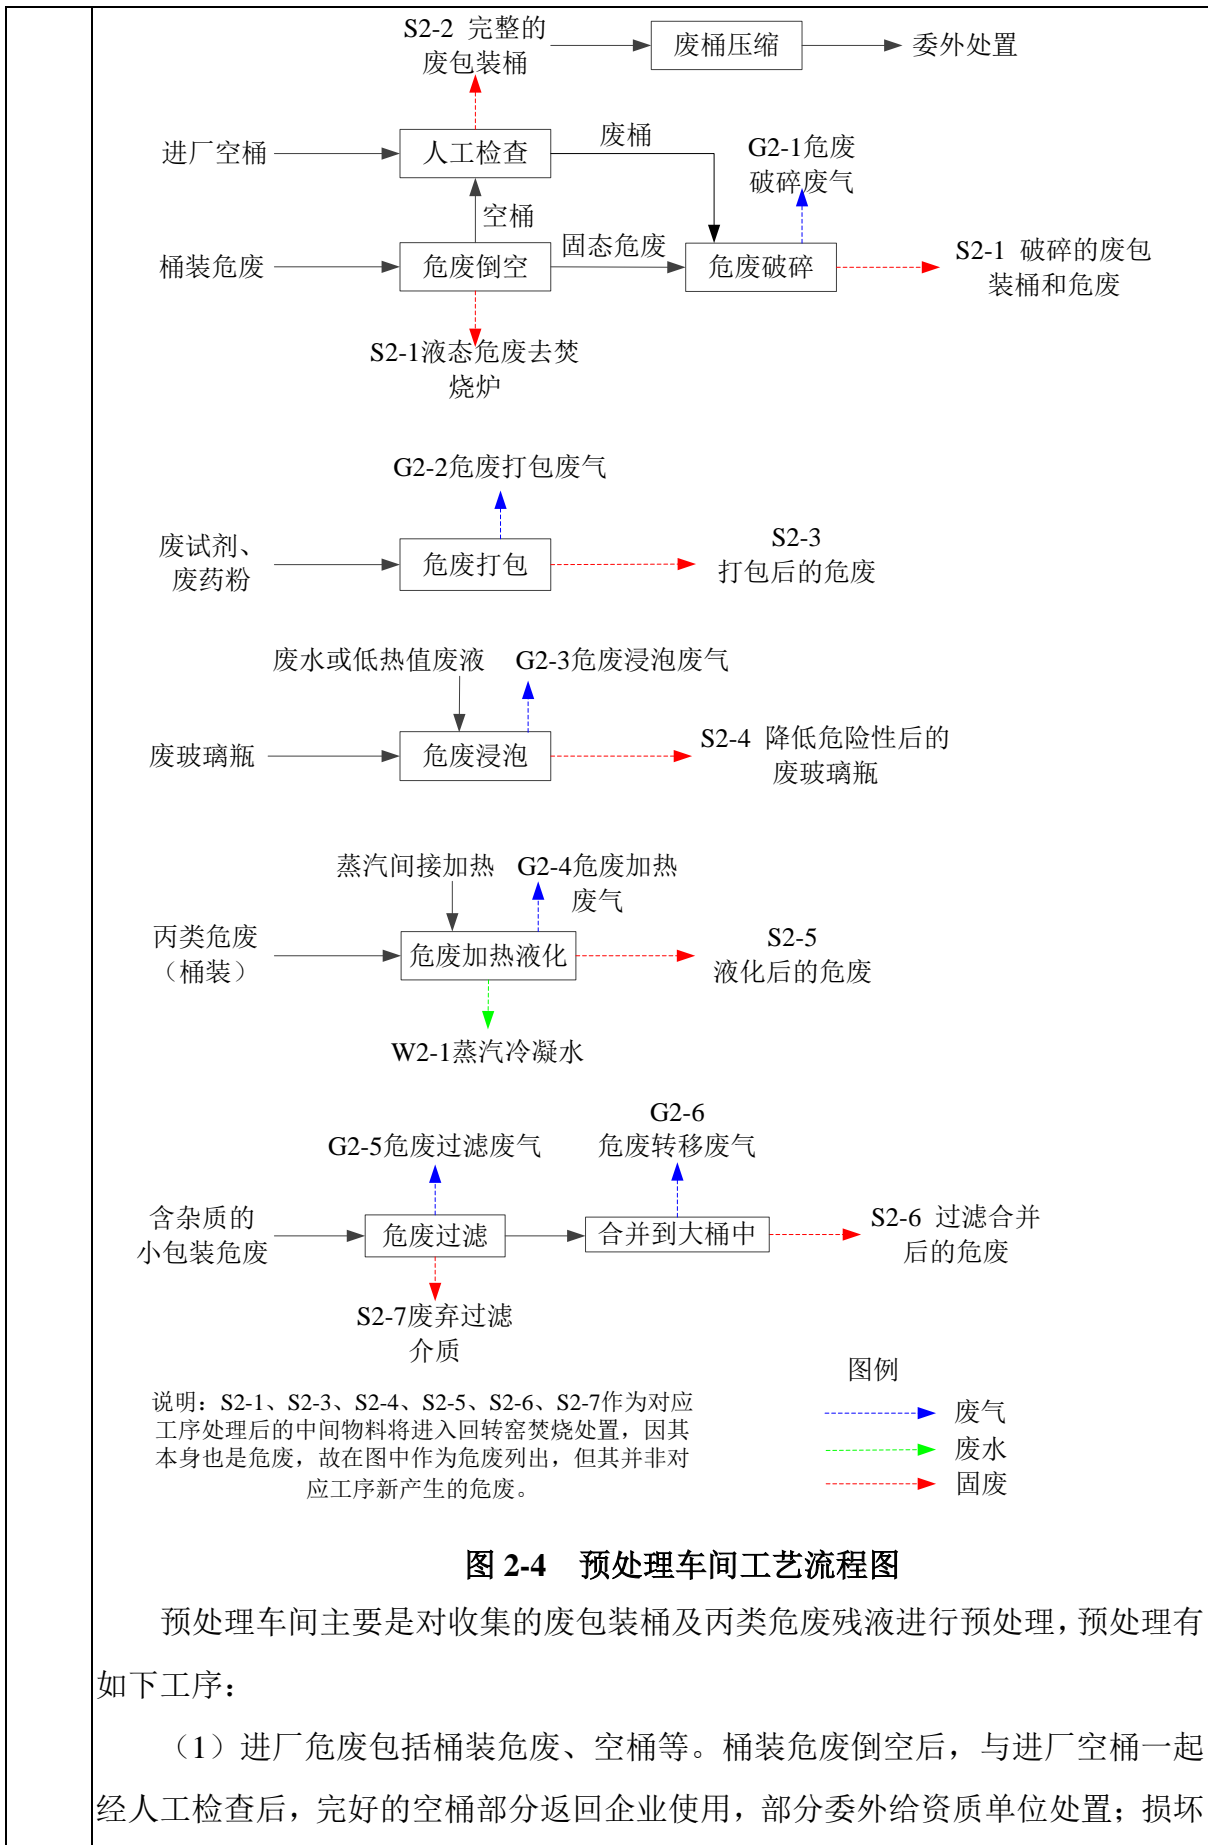 S2-2 完整的
废包装桶
废桶压缩
委外处置
进厂空桶
人工检查
废桶
G2-1危废
破碎废气
空桶
桶装危废
危废倒空
固态危废
危废破碎
S2-1 破碎的废包
装桶和危废
S2-1液态危废去焚
烧炉
G2-2危废打包废气
废试剂、
废药粉
危废打包
S2-3
打包后的危废
废水或低热值废液
G2-3危废浸泡废气
废玻璃瓶
危废浸泡
S2-4 降低危险性后的
废玻璃瓶
蒸汽间接加热
G2-4危废加热
废气
丙类危废
（桶装）
危废加热液化
S2-5
液化后的危废
W2-1蒸汽冷凝水
G2-5危废过滤废气
G2-6
危废转移废气
含杂质的
小包装危废
危废过滤
合并到大桶中
S2-6 过滤合并
后的危废
S2-7废弃过滤
介质
说明：S2-1、S2-3、S2-4、S2-5、S2-6、S2-7作为对应
工序处理后的中间物料将进入回转窑焚烧处置，因其
本身也是危废，故在图中作为危废列出，但其并非对
应工序新产生的危废。
图例
废气
废水
固废
图 2-4 预处理车间工艺流程图
预处理车间主要是对收集的废包装桶及丙类危废残液进行预处理，预处理有
如下工序：
（1）进厂危废包括桶装危废、空桶等。桶装危废倒空后，与进厂空桶一起
经人工检查后，完好的空桶部分返回企业使用，部分委外给资质单位处置；损坏